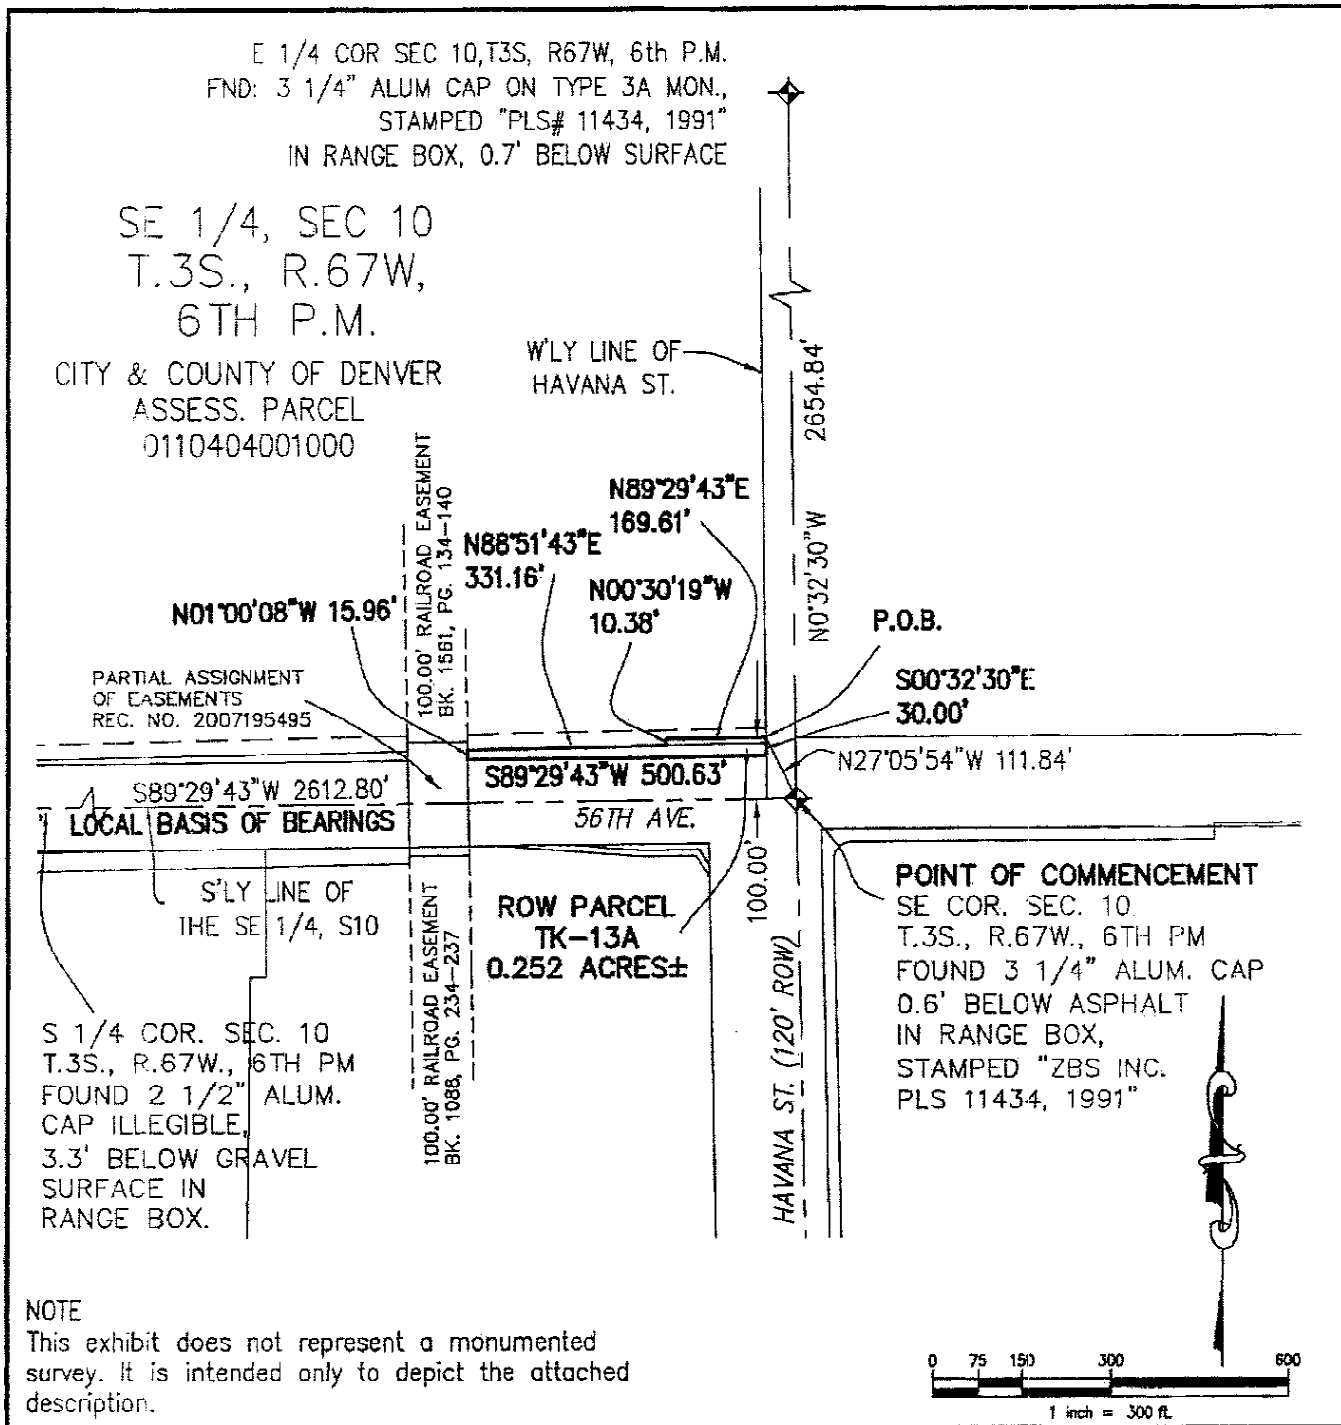 E 1/4 COR SEC 10,T3S, R67W, 6th P.M.
FND: 3 1/4" ALUM CAP ON TYPE 3A MON.,
STAMPED "PLS# 11434, 1991"
IN RANGE BOX, 0.7' BELOW SURFACE
SE 1/4, SEC 10
T.3S., R.67W,
6TH P.M.
CITY & COUNTY OF DENVER
ASSESS. PARCEL
0110404001000
W'LY LINE OF
HAVANA ST.
N0°32'30"W 2654.84'
100.00' RAILROAD EASEMENT
BK. 1561, PG. 134-140
N89°29'43"E
169.61'
N88°51'43"E
331.16'
N00°30'19"W
10.38'
N01°00'08"W 15.96'
P.O.B.
PARTIAL ASSIGNMENT
OF EASEMENTS
REC. NO. 2007195495
S00°32'30"E
30.00'
N27°05'54"W 111.84'
S89°29'43"W 500.63'
S89°29'43"W 2612.80'
LOCAL BASIS OF BEARINGS
56TH AVE.
100.00'
S'LY LINE OF
THE SE 1/4, S10
ROW PARCEL
TK-13A
0.252 ACRES±
100.00' RAILROAD EASEMENT
BK. 1088, PG. 234-237
HAVANA ST. (120' ROW)
POINT OF COMMENCEMENT
SE COR. SEC. 10
T.3S., R.67W., 6TH PM
FOUND 3 1/4" ALUM. CAP
0.6' BELOW ASPHALT
IN RANGE BOX,
STAMPED "ZBS INC.
PLS 11434, 1991"
S 1/4 COR. SEC. 10
T.3S., R.67W., 6TH PM
FOUND 2 1/2" ALUM.
CAP ILLEGIBLE,
3.3' BELOW GRAVEL
SURFACE IN
RANGE BOX.
NOTE
This exhibit does not represent a monumented
survey. It is intended only to depict the attached
description.
0 75 150 300 600
1 inch = 300 ft.